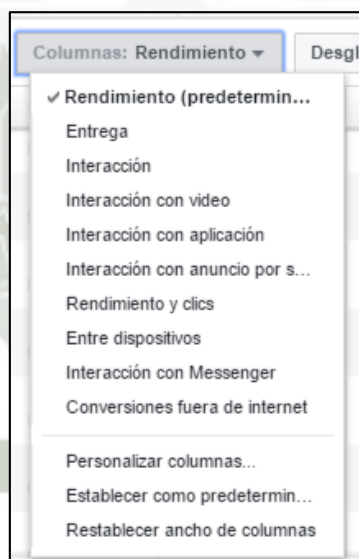 Columnas: Rendimiento
Desgl
Rendimiento (predetermin...
Entrega
Interacción
Interacción con video
Interacción con aplicación
Interacción con anuncio por s...
Rendimiento y clics
Entre dispositivos
Interacción con Messenger
Conversiones fuera de internet
Personalizar columnas...
Establecer como predetermin...
Restablecer ancho de columnas